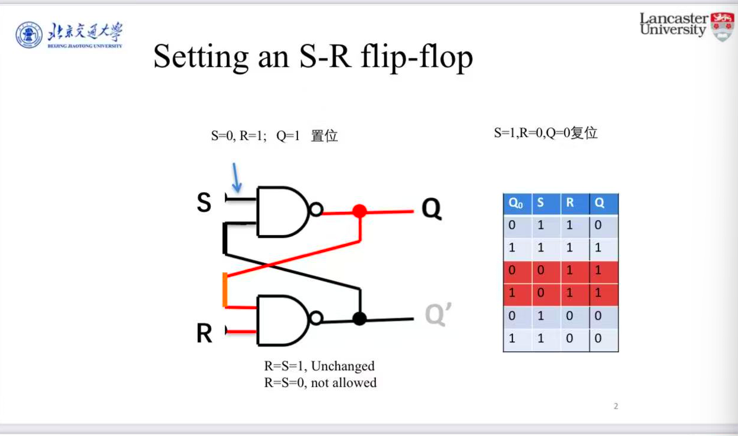 北京交通大学
BEIJING JIAOTONG UNIVERSITY
Lancaster
University
Setting an S-R flip-flop
S=0, R=1; Q=1 置位
S=1,R=0,Q=0复位
S
Q
R
Q'
Q₀ S R Q
0 1 1 0
1 1 1 1
0 0 1 1
1 0 1 1
0 1 0 0
1 1 0 0
R=S=1, Unchanged
R=S=0, not allowed
2